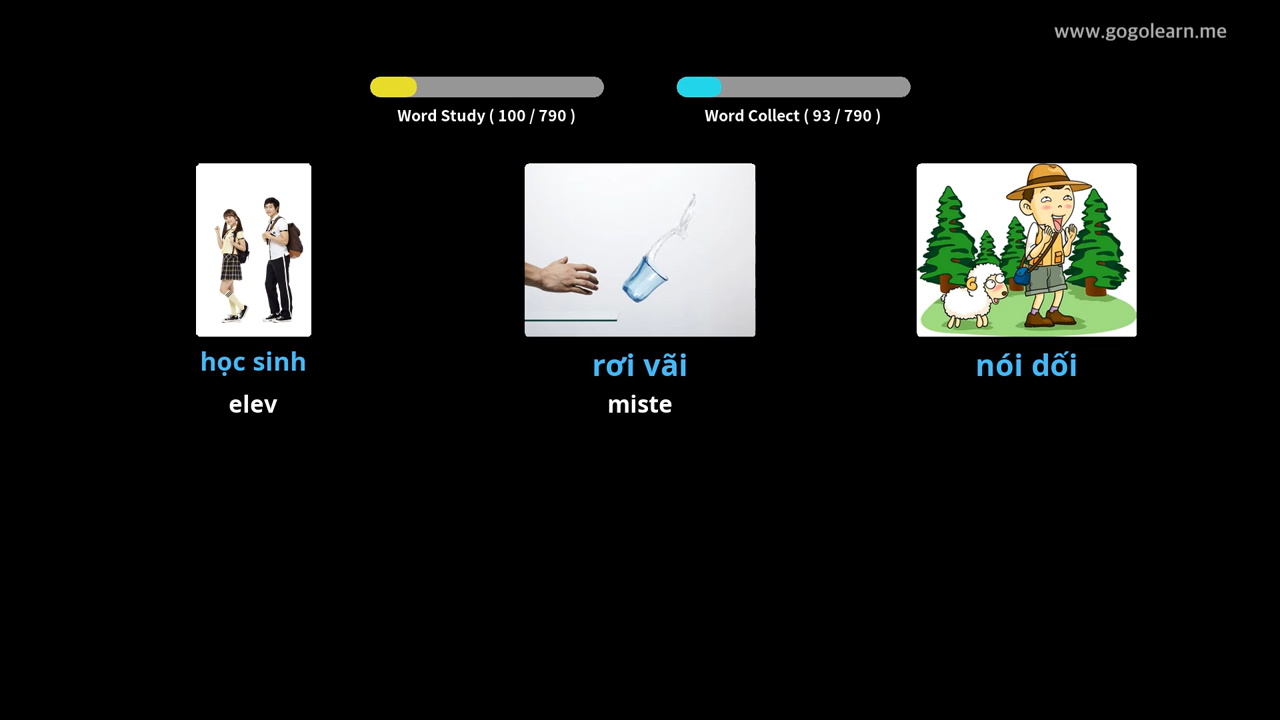 www.gogolearn.me
Word Study ( 100 / 790 )
Word Collect ( 93 / 790 )
học sinh
rơi vãi
nói dối
elev
miste